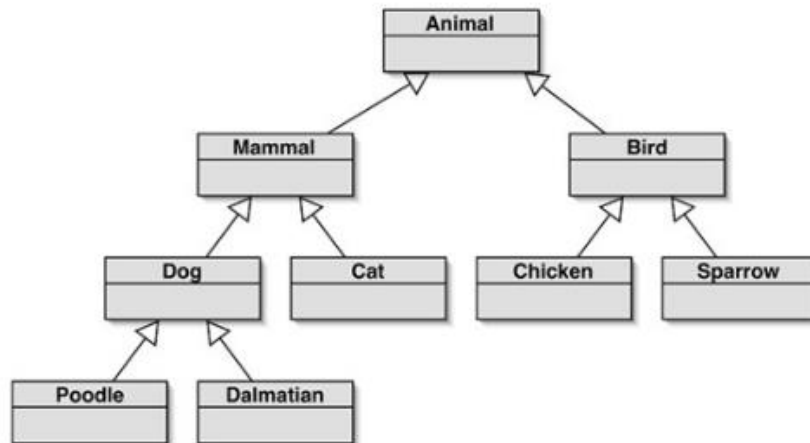 Animal
Mammal
Bird
Dog
Cat
Chicken
Sparrow
Poodle
Dalmatian